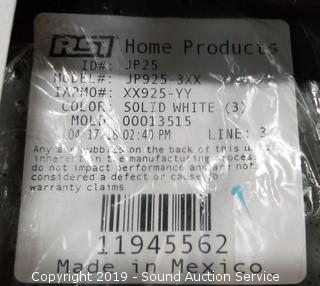 RSI Home Products
ID#: JP25
MODEL#: JP925-3XX
IAPMO#: XX925-YY
COLOR: SOLID WHITE (3)
MOLD 00013515
04/17/18 02:40 PM LINE: 3
Any air bubbles on the back of this unit is
inherent in the manufacturing process,
do not impact performance and are not
considered a defect or cause for
warranty claims
11945562
Made in Mexico
Copyright 2019 - Sound Auction Service